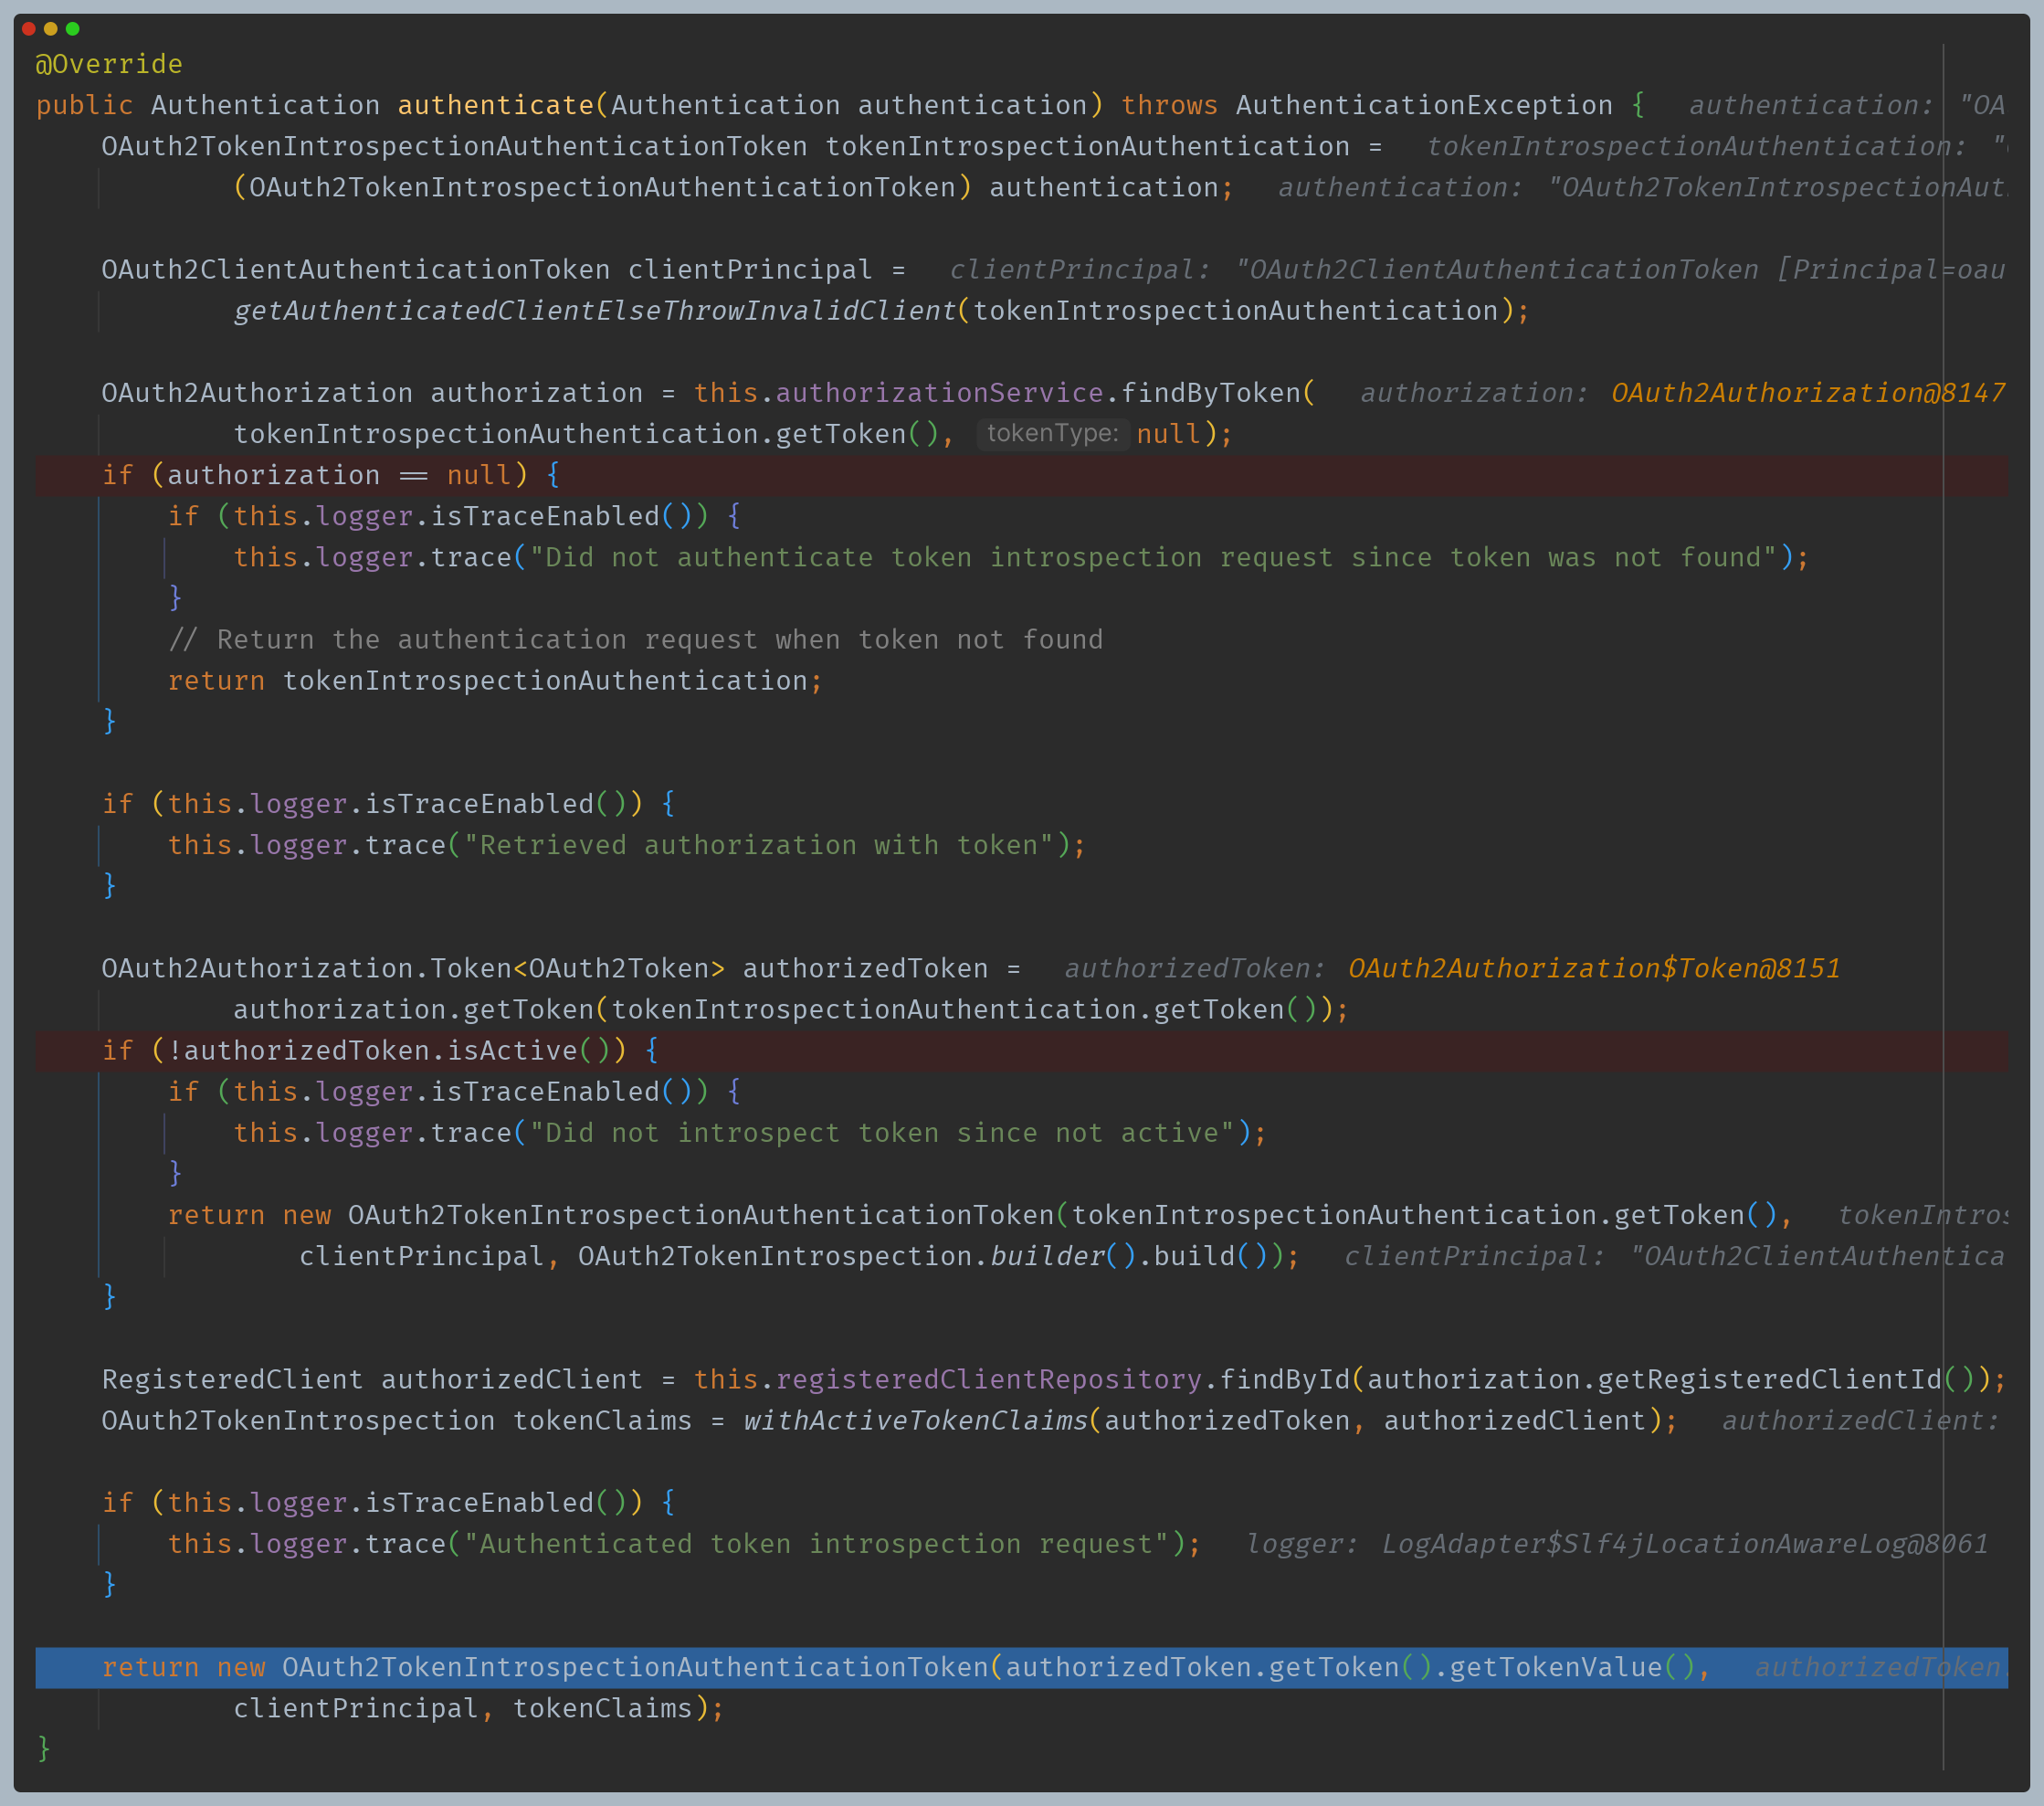 @Override
public Authentication authenticate(Authentication authentication) throws AuthenticationException {   authentication: "OA
    OAuth2TokenIntrospectionAuthenticationToken tokenIntrospectionAuthentication =   tokenIntrospectionAuthentication: "
            (OAuth2TokenIntrospectionAuthenticationToken) authentication;   authentication: "OAuth2TokenIntrospectionAut
    OAuth2ClientAuthenticationToken clientPrincipal =   clientPrincipal: "OAuth2ClientAuthenticationToken [Principal=oau
            getAuthenticatedClientElseThrowInvalidClient(tokenIntrospectionAuthentication);
    OAuth2Authorization authorization = this.authorizationService.findByToken(   authorization: OAuth2Authorization@8147
            tokenIntrospectionAuthentication.getToken(), tokenType: null);
    if (authorization == null) {
        if (this.logger.isTraceEnabled()) {
            this.logger.trace("Did not authenticate token introspection request since token was not found");
        }
        // Return the authentication request when token not found
        return tokenIntrospectionAuthentication;
    }
    if (this.logger.isTraceEnabled()) {
        this.logger.trace("Retrieved authorization with token");
    }
    OAuth2Authorization.Token<OAuth2Token> authorizedToken =   authorizedToken: OAuth2Authorization$Token@8151
            authorization.getToken(tokenIntrospectionAuthentication.getToken());
    if (!authorizedToken.isActive()) {
        if (this.logger.isTraceEnabled()) {
            this.logger.trace("Did not introspect token since not active");
        }
        return new OAuth2TokenIntrospectionAuthenticationToken(tokenIntrospectionAuthentication.getToken(),   tokenIntros
                clientPrincipal, OAuth2TokenIntrospection.builder().build());   clientPrincipal: "OAuth2ClientAuthentica
    }
    RegisteredClient authorizedClient = this.registeredClientRepository.findById(authorization.getRegisteredClientId());
    OAuth2TokenIntrospection tokenClaims = withActiveTokenClaims(authorizedToken, authorizedClient);   authorizedClient:
    if (this.logger.isTraceEnabled()) {
        this.logger.trace("Authenticated token introspection request");   logger: LogAdapter$Slf4jLocationAwareLog@8061
    }
    return new OAuth2TokenIntrospectionAuthenticationToken(authorizedToken.getToken().getTokenValue(),   authorizedToken:
            clientPrincipal, tokenClaims);
}